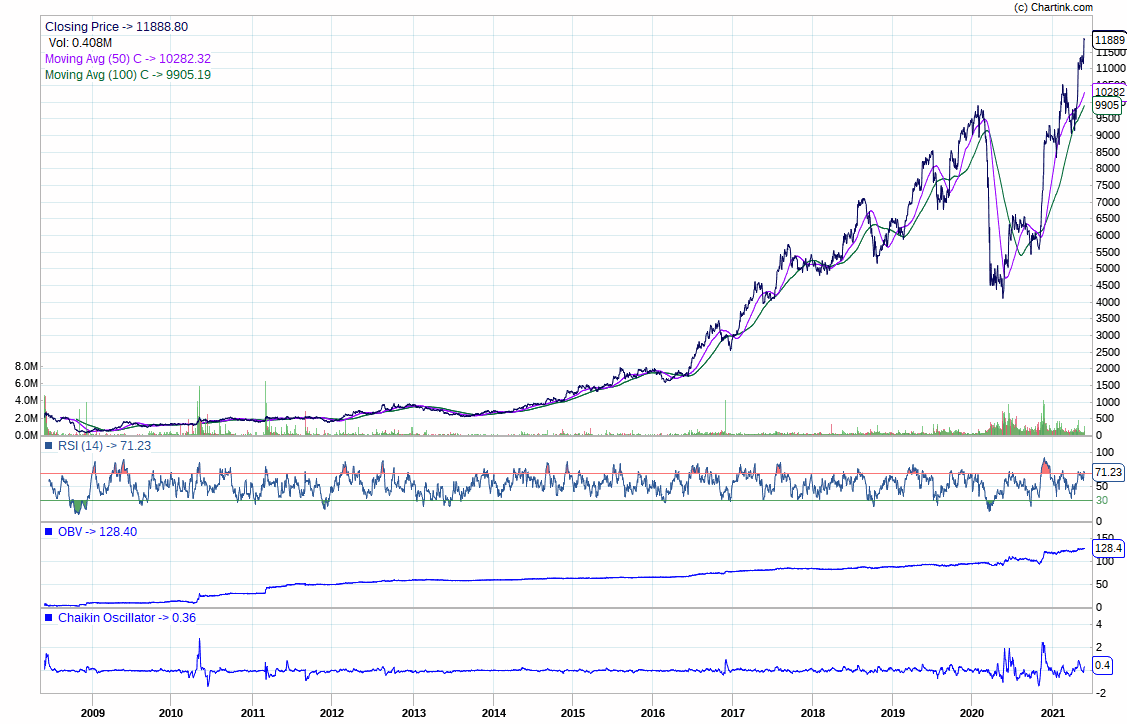 (c) Chartink.com
Closing Price -> 11888.80
Vol: 0.408M
Moving Avg (50) C -> 10282.32
Moving Avg (100) C -> 9905.19
11889
11500
11000
10282
9905
9500
9000
8500
8000
7500
7000
6500
6000
5500
5000
4500
4000
3500
3000
2500
2000
1500
1000
500
0
8.0M
6.0M
4.0M
2.0M
0.0M
RSI (14) -> 71.23
100
71.23
50
30
0
OBV -> 128.40
150
128.4
100
50
0
Chaikin Oscillator -> 0.36
4
2
0.4
-2
2009 2010 2011 2012 2013 2014 2015 2016 2017 2018 2019 2020 2021